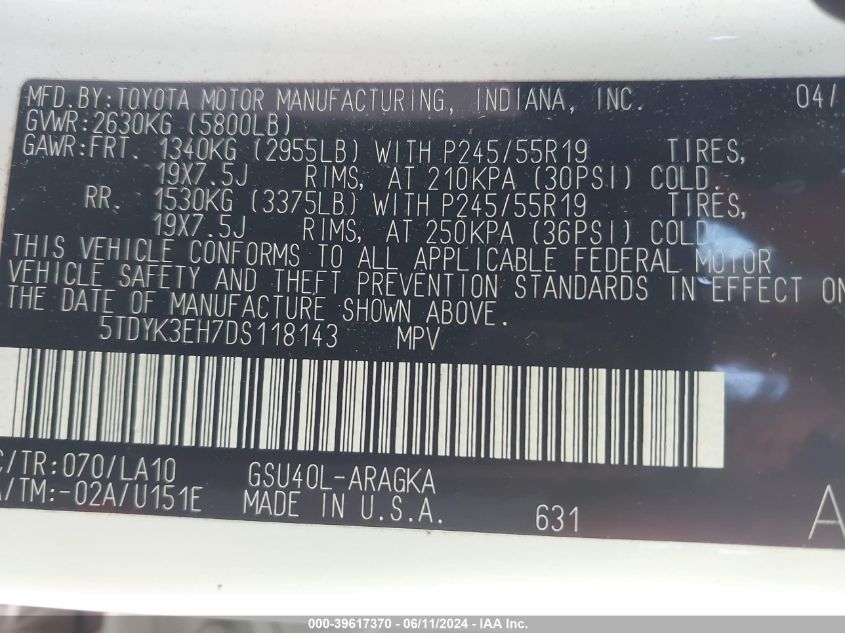 MFD.BY:TOYOTA MOTOR MANUFACTURING, INDIANA, INC. 04/
GVWR:2630KG (5800LB)
GAWR:FRT. 1340KG (2955LB) WITH P245/55R19 TIRES,
19X7.5J RIMS, AT 210KPA (30PSI) COLD.
RR. 1530KG (3375LB) WITH P245/55R19 TIRES,
19X7.5J RIMS, AT 250KPA (36PSI) COLD.
THIS VEHICLE CONFORMS TO ALL APPLICABLE FEDERAL MOTOR
VEHICLE SAFETY AND THEFT PREVENTION STANDARDS IN EFFECT ON
THE DATE OF MANUFACTURE SHOWN ABOVE.
5TDYK3EH7DS118143 MPV
C/TR:070/LA10 GSU40L-ARAGKA
A/TM:-02A/U151E MADE IN U.S.A. 631 A
000-39617370 - 06/11/2024 - IAA Inc.